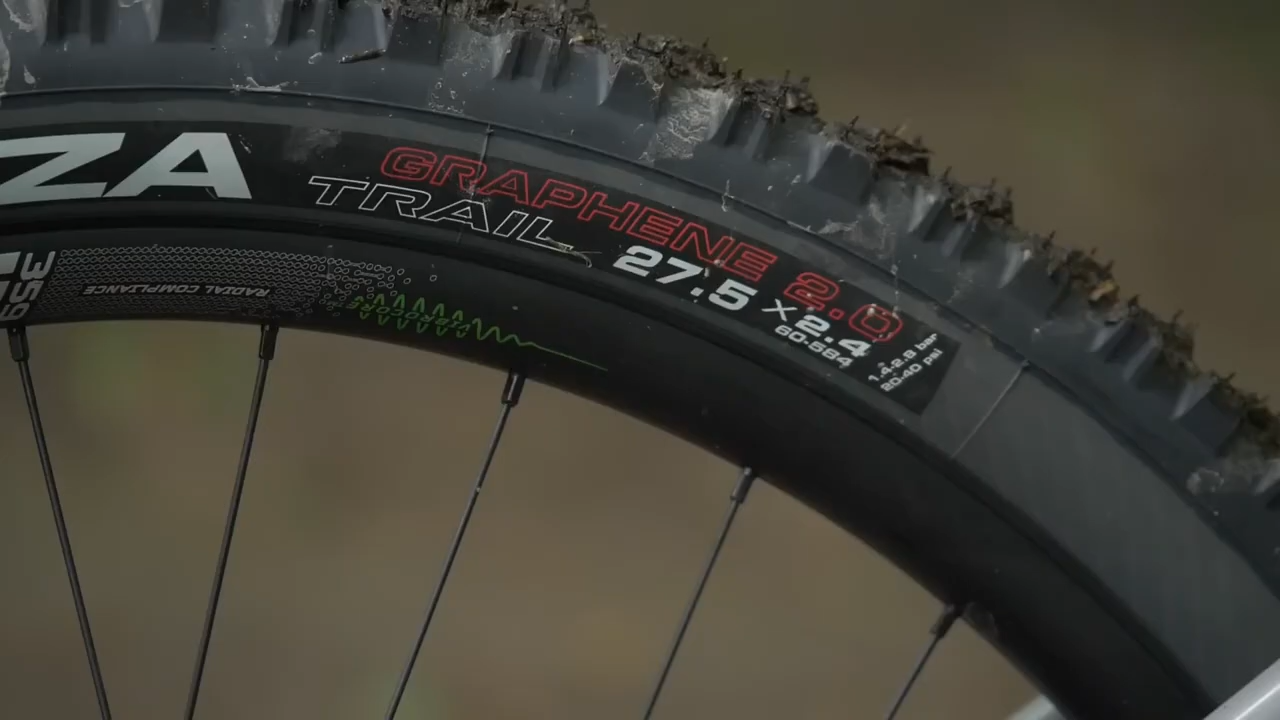 ZA
GRAPHENE 2.0
TRAIL
27.5 x 2.4
60-584
1.4-2.8 bar
20-40 psi
RADIAL COMPLIANCE